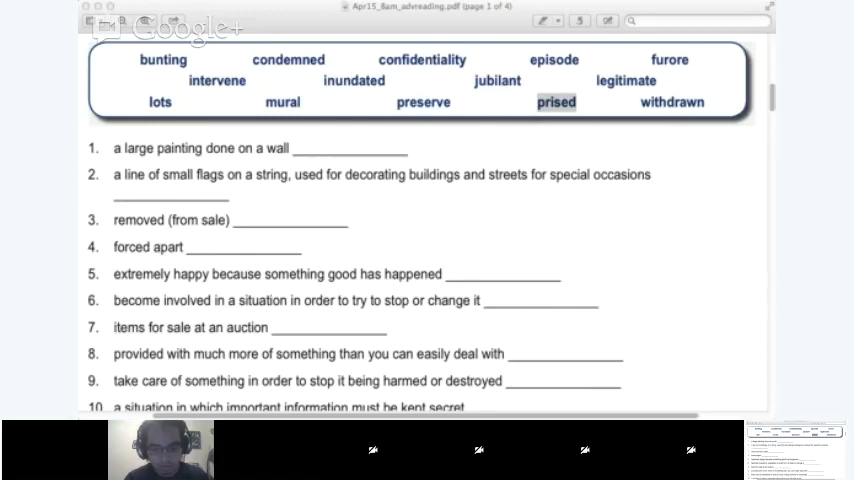 Apr15_8am_advreading.pdf (page 1 of 4)
Google+
bunting condemned confidentiality episode furore
intervene inundated jubilant legitimate
lots mural preserve prised withdrawn
1. a large painting done on a wall
2. a line of small flags on a string, used for decorating buildings and streets for special occasions
3. removed (from sale)
4. forced apart
5. extremely happy because something good has happened
6. become involved in a situation in order to try to stop or change it
7. items for sale at an auction
8. provided with much more of something than you can easily deal with
9. take care of something in order to stop it being harmed or destroyed
10. a situation in which important information must be kept secret